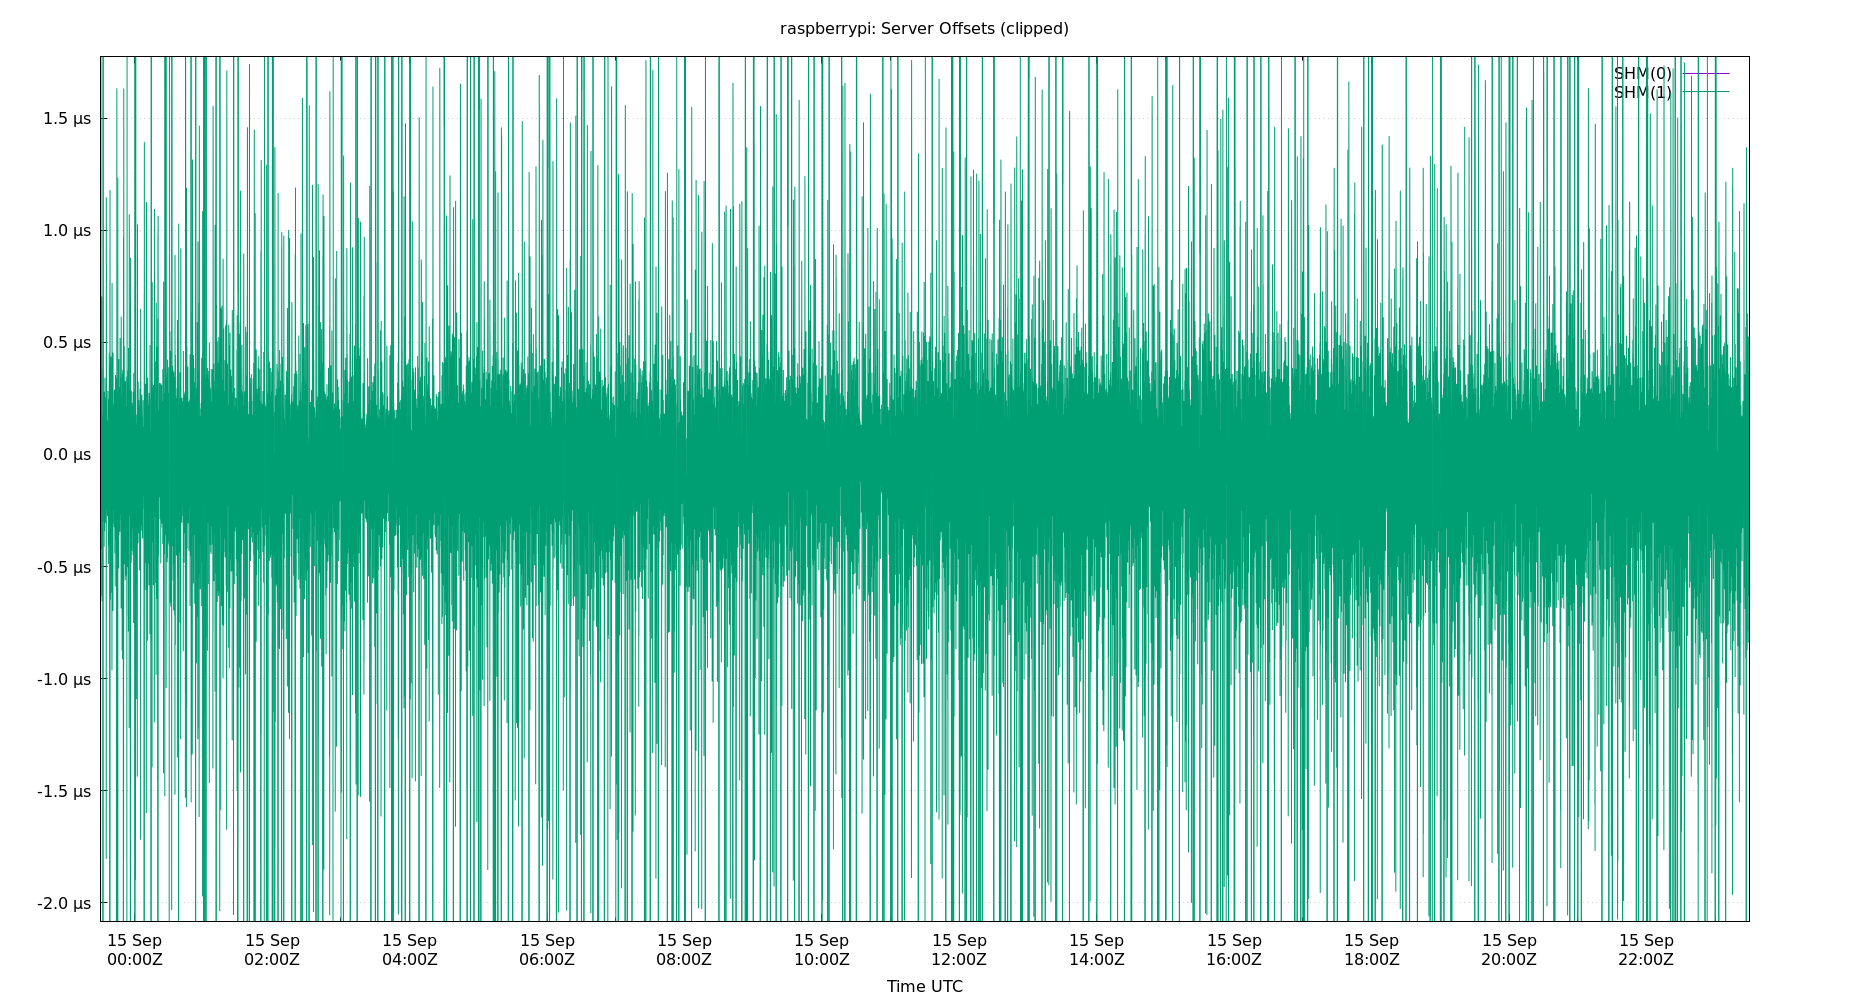 raspberrypi: Server Offsets (clipped)
SHM(0)
SHM(1)
1.5 µs
1.0 µs
0.5 µs
0.0 µs
-0.5 µs
-1.0 µs
-1.5 µs
-2.0 µs
15 Sep 15 Sep 15 Sep 15 Sep 15 Sep 15 Sep 15 Sep 15 Sep 15 Sep 15 Sep 15 Sep 15 Sep
00:00Z 02:00Z 04:00Z 06:00Z 08:00Z 10:00Z 12:00Z 14:00Z 16:00Z 18:00Z 20:00Z 22:00Z
Time UTC